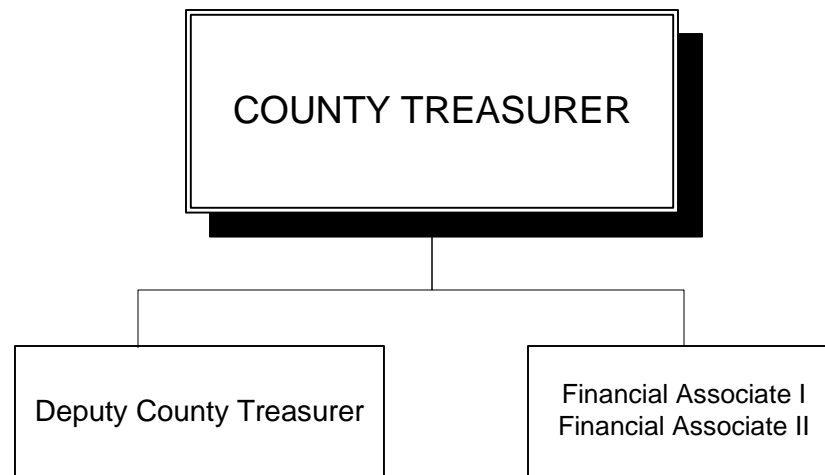 COUNTY TREASURER
Deputy County Treasurer
Financial Associate I
Financial Associate II